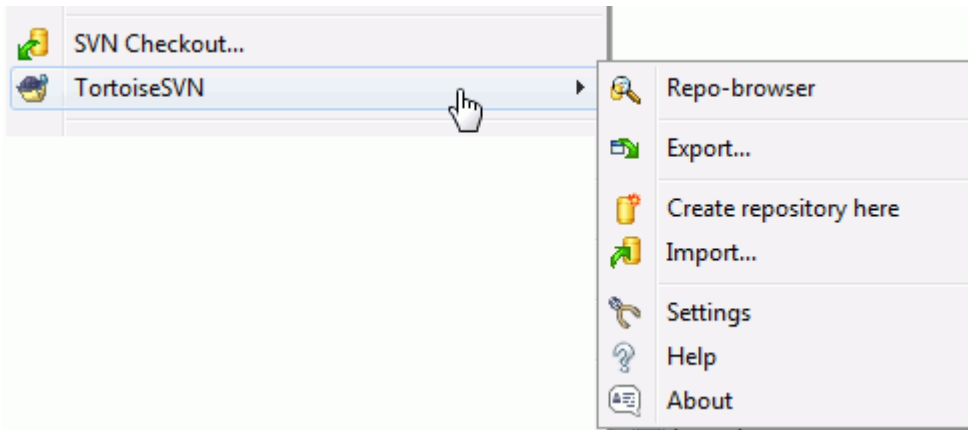 SVN Checkout...
TortoiseSVN
Repo-browser
Export...
Create repository here
Import...
Settings
Help
About